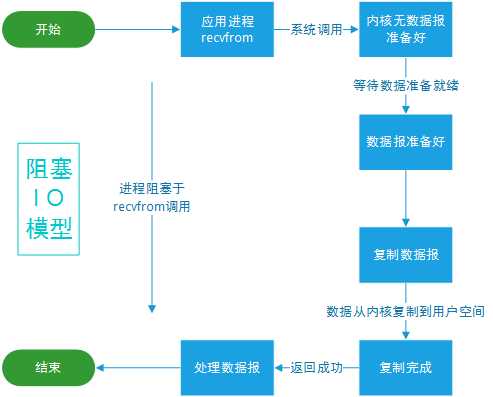 开始
应用进程
recvfrom
系统调用
内核无数据报
准备好
等待数据准备就绪
数据报准备好
阻塞
IO
模型
进程阻塞于
recvfrom调用
复制数据报
数据从内核复制到用户空间
结束
处理数据报
返回成功
复制完成